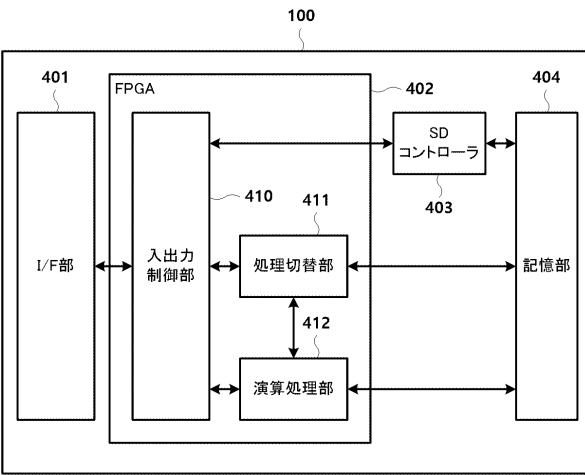 100
401
FPGA
402
404
SD
コントローラ
403
410
411
I/F部
入出力
制御部
処理切替部
記憶部
412
演算処理部